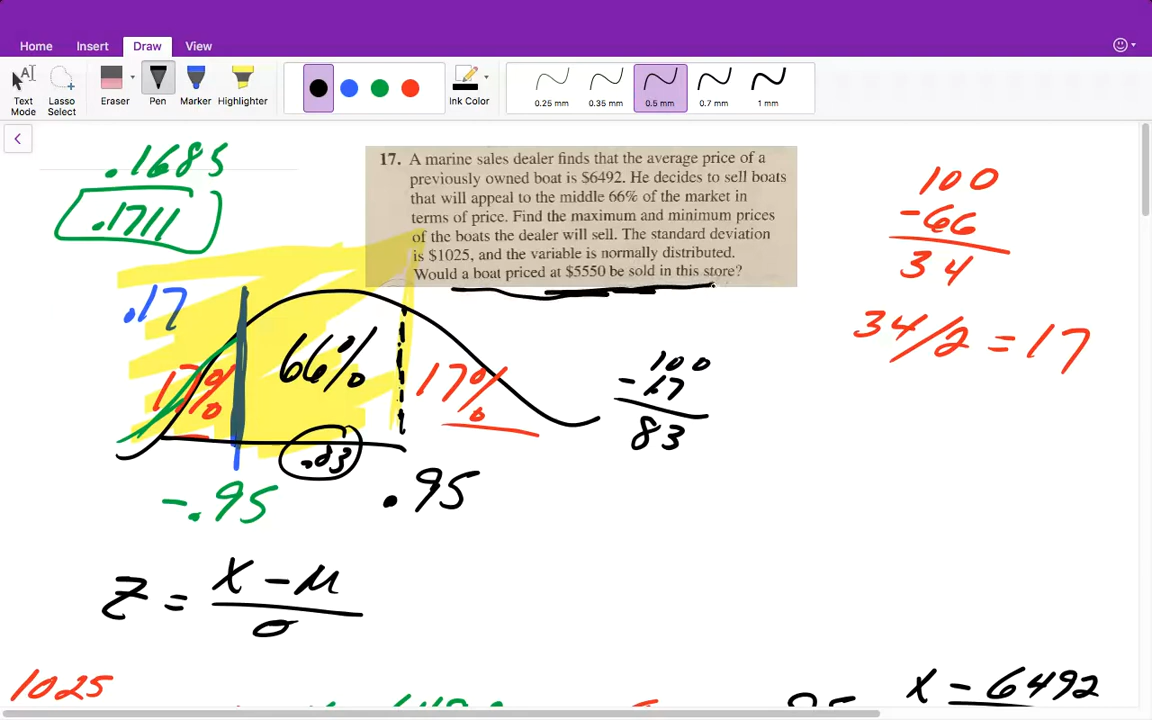 Home Insert Draw View
Text Mode Lasso Select Eraser Pen Marker Highlighter Ink Color 0.25 mm 0.35 mm 0.5 mm 0.7 mm 1 mm
.1685
.1711
17. A marine sales dealer finds that the average price of a
previously owned boat is $6492. He decides to sell boats
that will appeal to the middle 66% of the market in
terms of price. Find the maximum and minimum prices
of the boats the dealer will sell. The standard deviation
is $1025, and the variable is normally distributed.
Would a boat priced at $5550 be sold in this store?
100
-66
34
34/2 = 17
.17
17%
66%
17%
100
-17
83
.83
-.95
.95
Z = X - μ
σ
1025
X - 6492